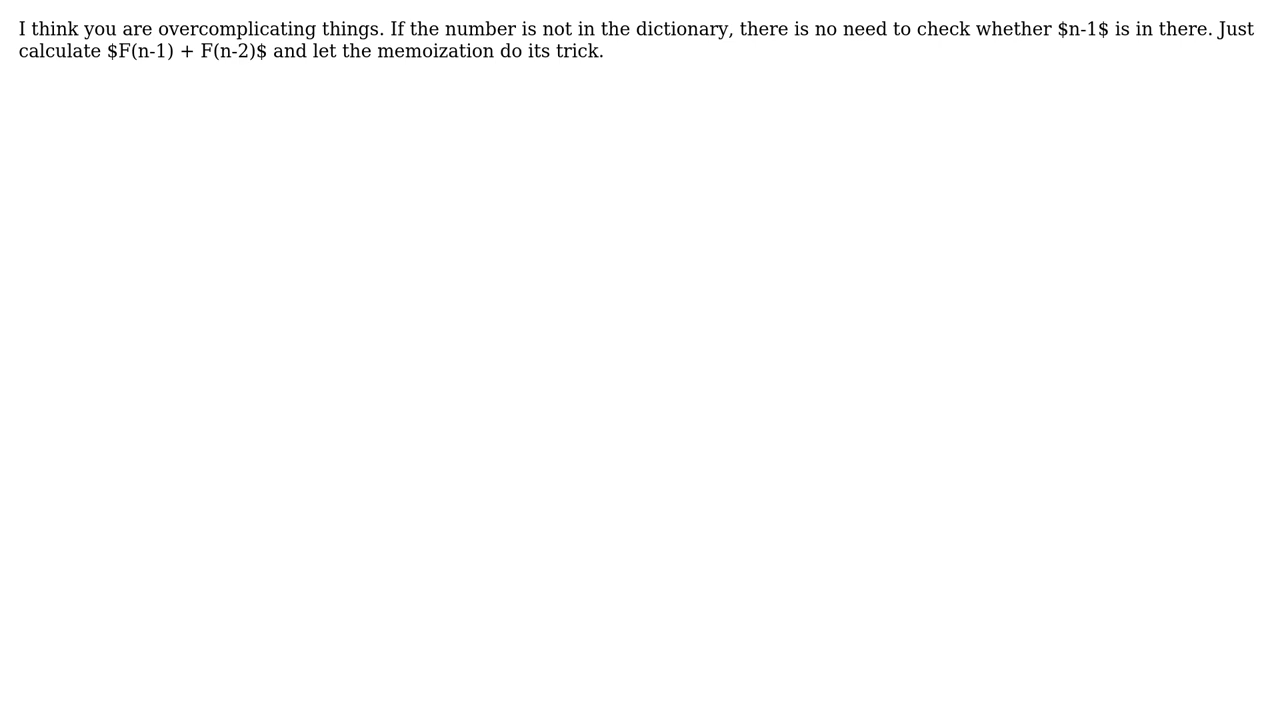 I think you are overcomplicating things. If the number is not in the dictionary, there is no need to check whether $n-1$ is in there. Just
calculate $F(n-1) + F(n-2)$ and let the memoization do its trick.